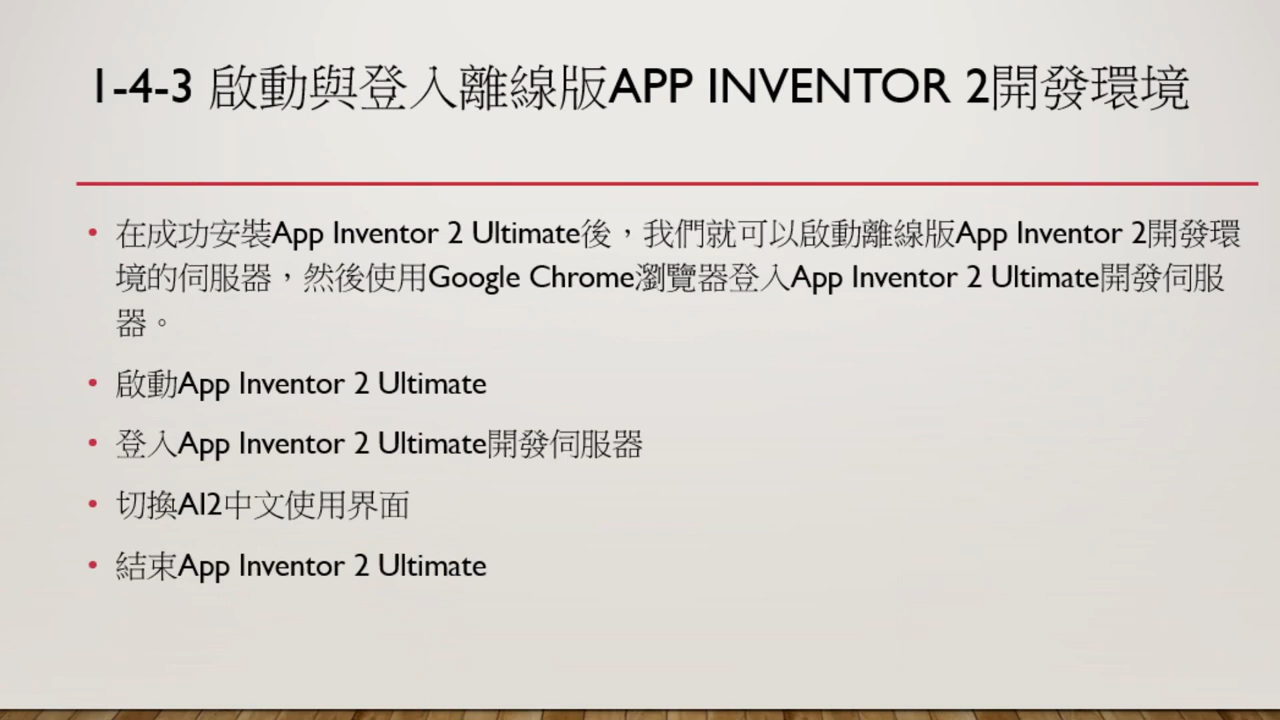 1-4-3 啟動與登入離線版APP INVENTOR 2開發環境
• 在成功安裝App Inventor 2 Ultimate後，我們就可以啟動離線版App Inventor 2開發環
境的伺服器，然後使用Google Chrome瀏覽器登入App Inventor 2 Ultimate開發伺服
器。
• 啟動App Inventor 2 Ultimate
• 登入App Inventor 2 Ultimate開發伺服器
• 切換AI2中文使用界面
• 結束App Inventor 2 Ultimate